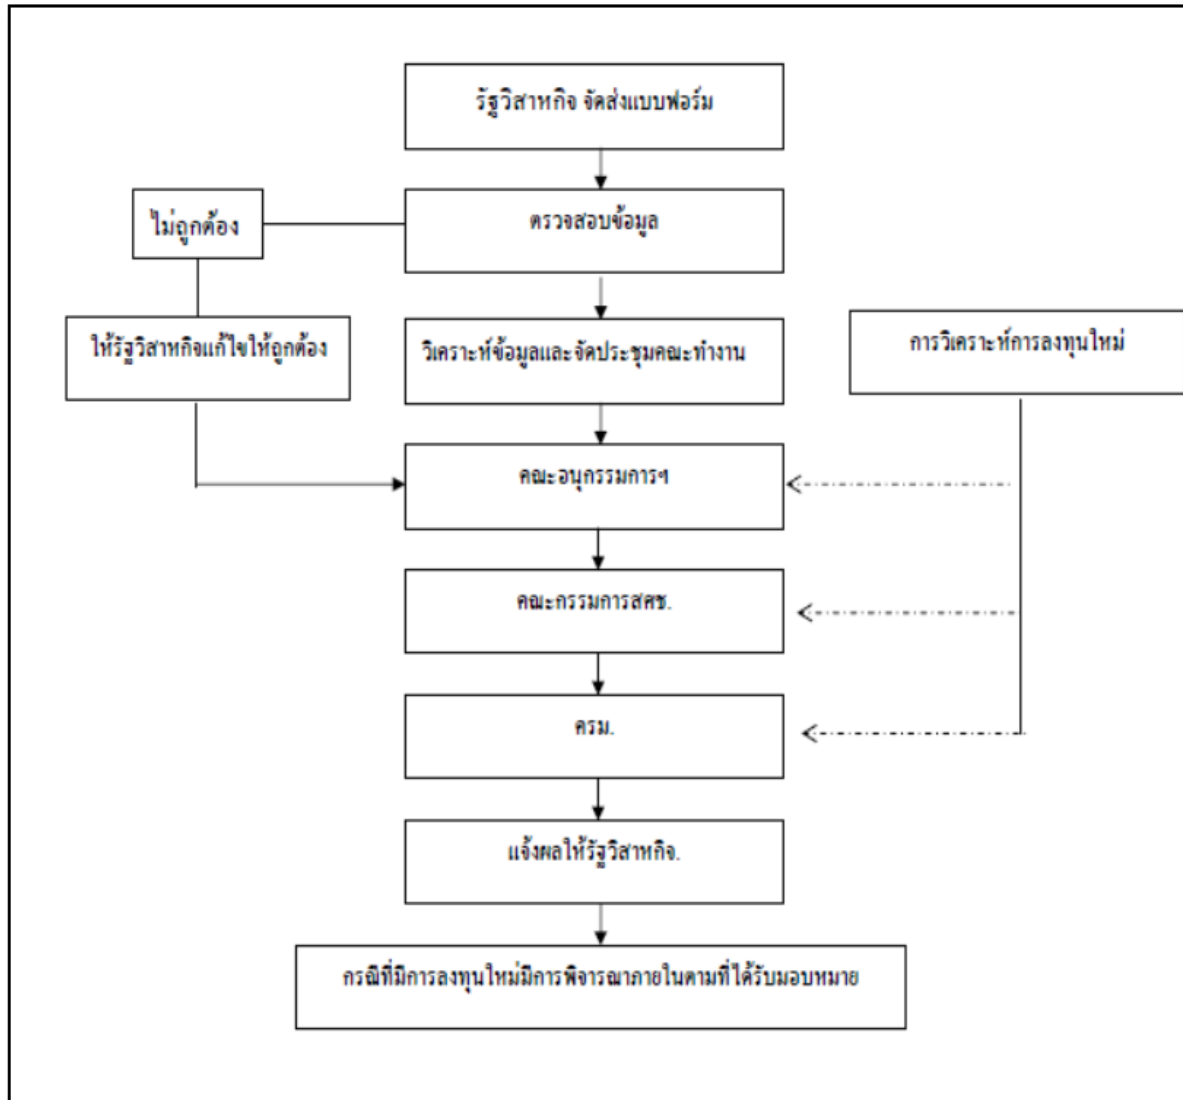 รัฐวิสาหกิจ จัดส่งแบบฟอร์ม
ไม่ถูกต้อง
ตรวจสอบข้อมูล
ให้รัฐวิสาหกิจแก้ไขให้ถูกต้อง
วิเคราะห์ข้อมูลและจัดประชุมคณะทำงาน
การวิเคราะห์การลงทุนใหม่
คณะอนุกรรมการฯ
คณะกรรมการสศช.
ครม.
แจ้งผลให้รัฐวิสาหกิจ.
กรณีที่มีการลงทุนใหม่มีการพิจารณาภายในตามที่ได้รับมอบหมาย